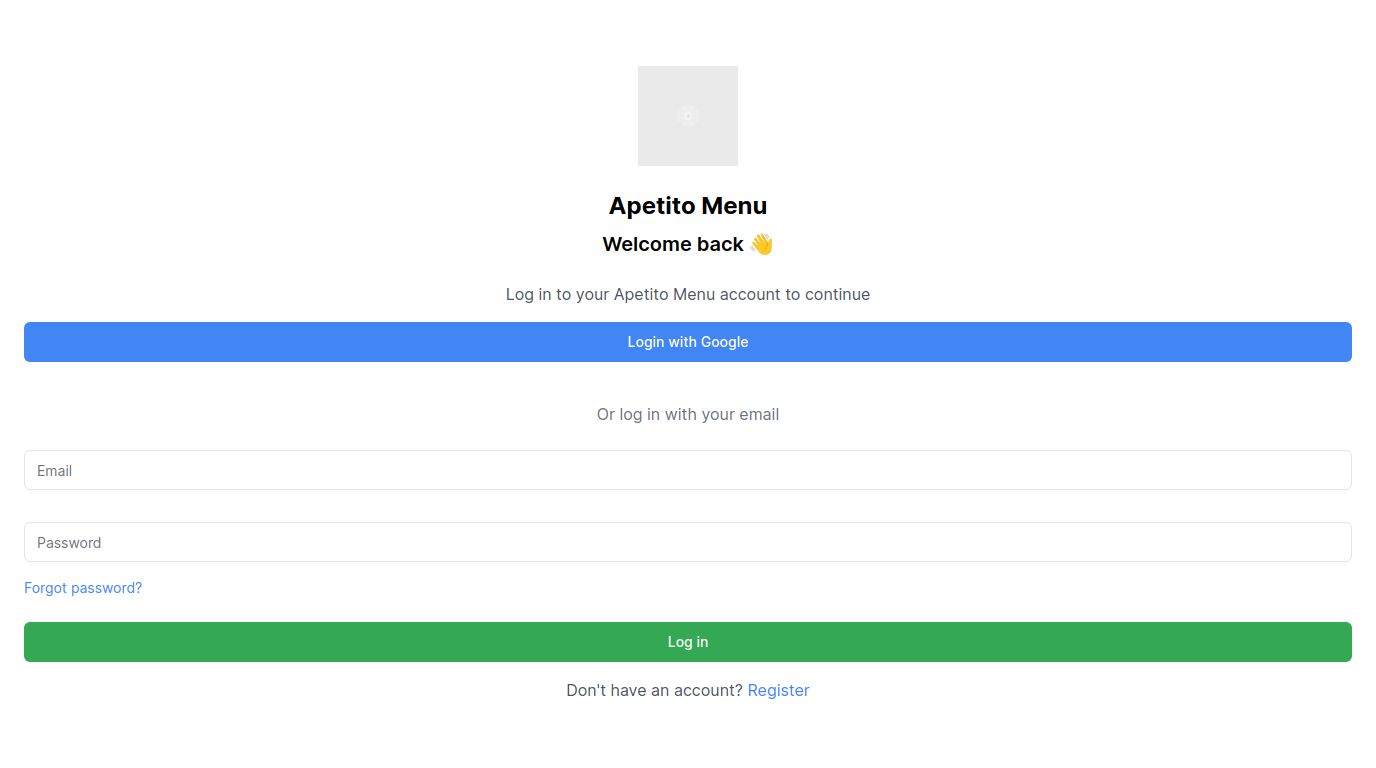 Apetito Menu
Welcome back 👋
Log in to your Apetito Menu account to continue
Login with Google
Or log in with your email
Email
Password
Forgot password?
Log in
Don't have an account? Register